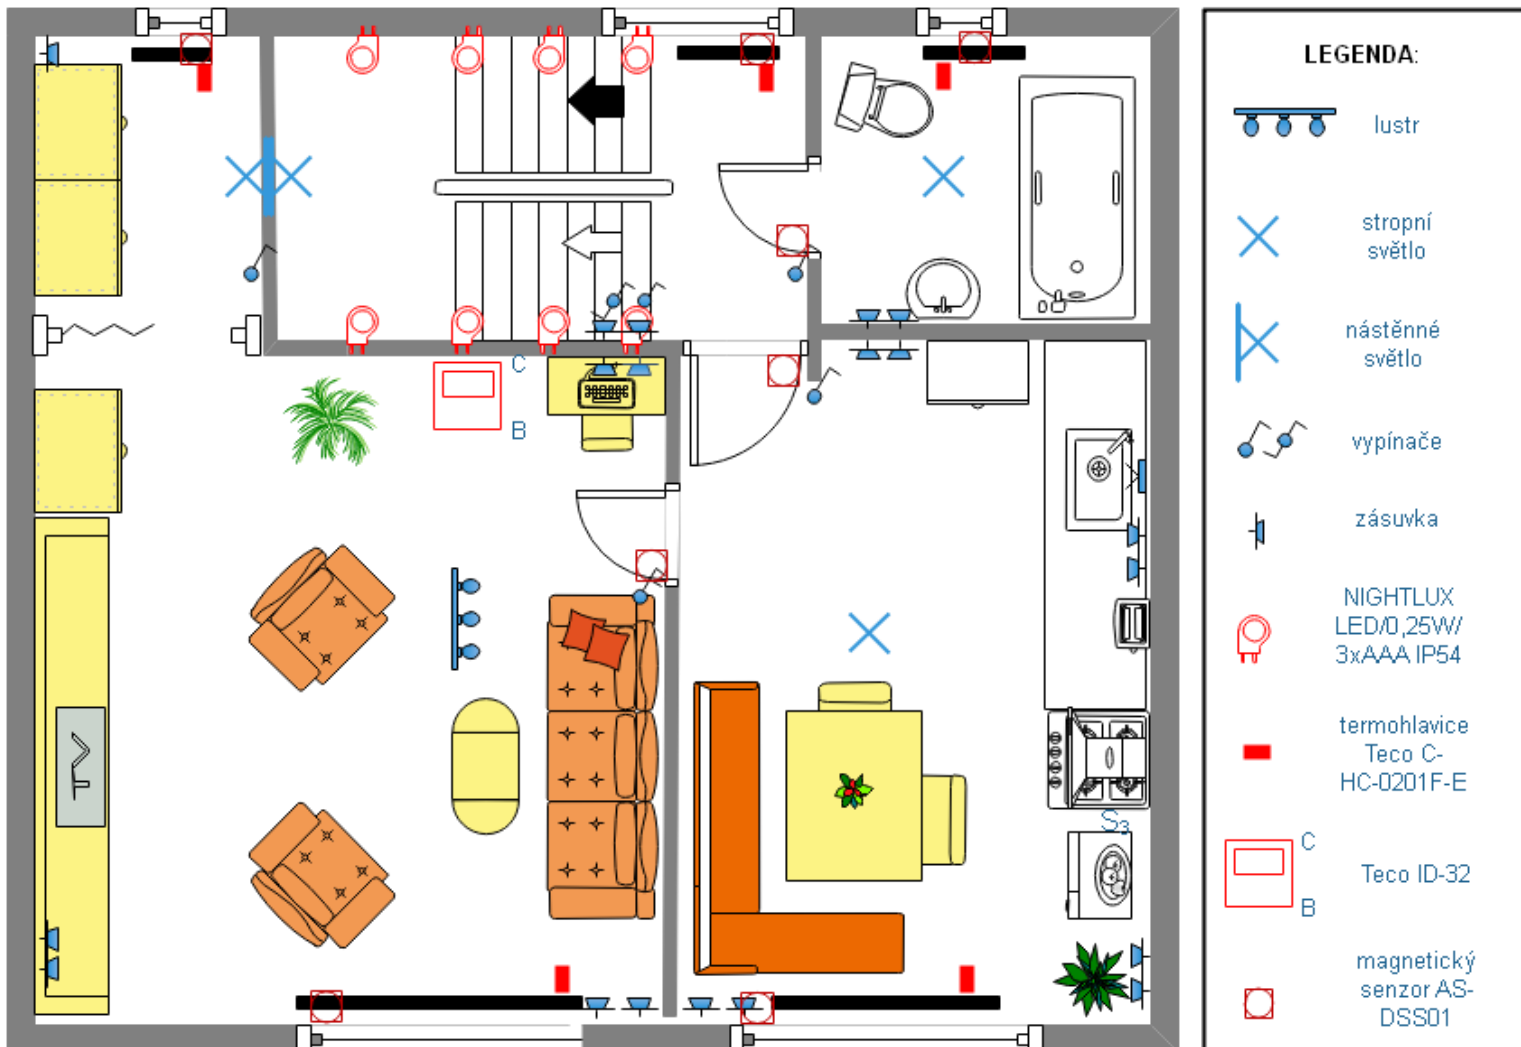 LEGENDA:
lustr
stropní
světlo
nástěnné
světlo
vypínače
zásuvka
NIGHTLUX
LED/0,25W/
3xAAA IP54
termohlavice
Teco C-
HC-0201F-E
C
Teco ID-32
B
magnetický
senzor AS-
DSS01
C
B
TV
S3